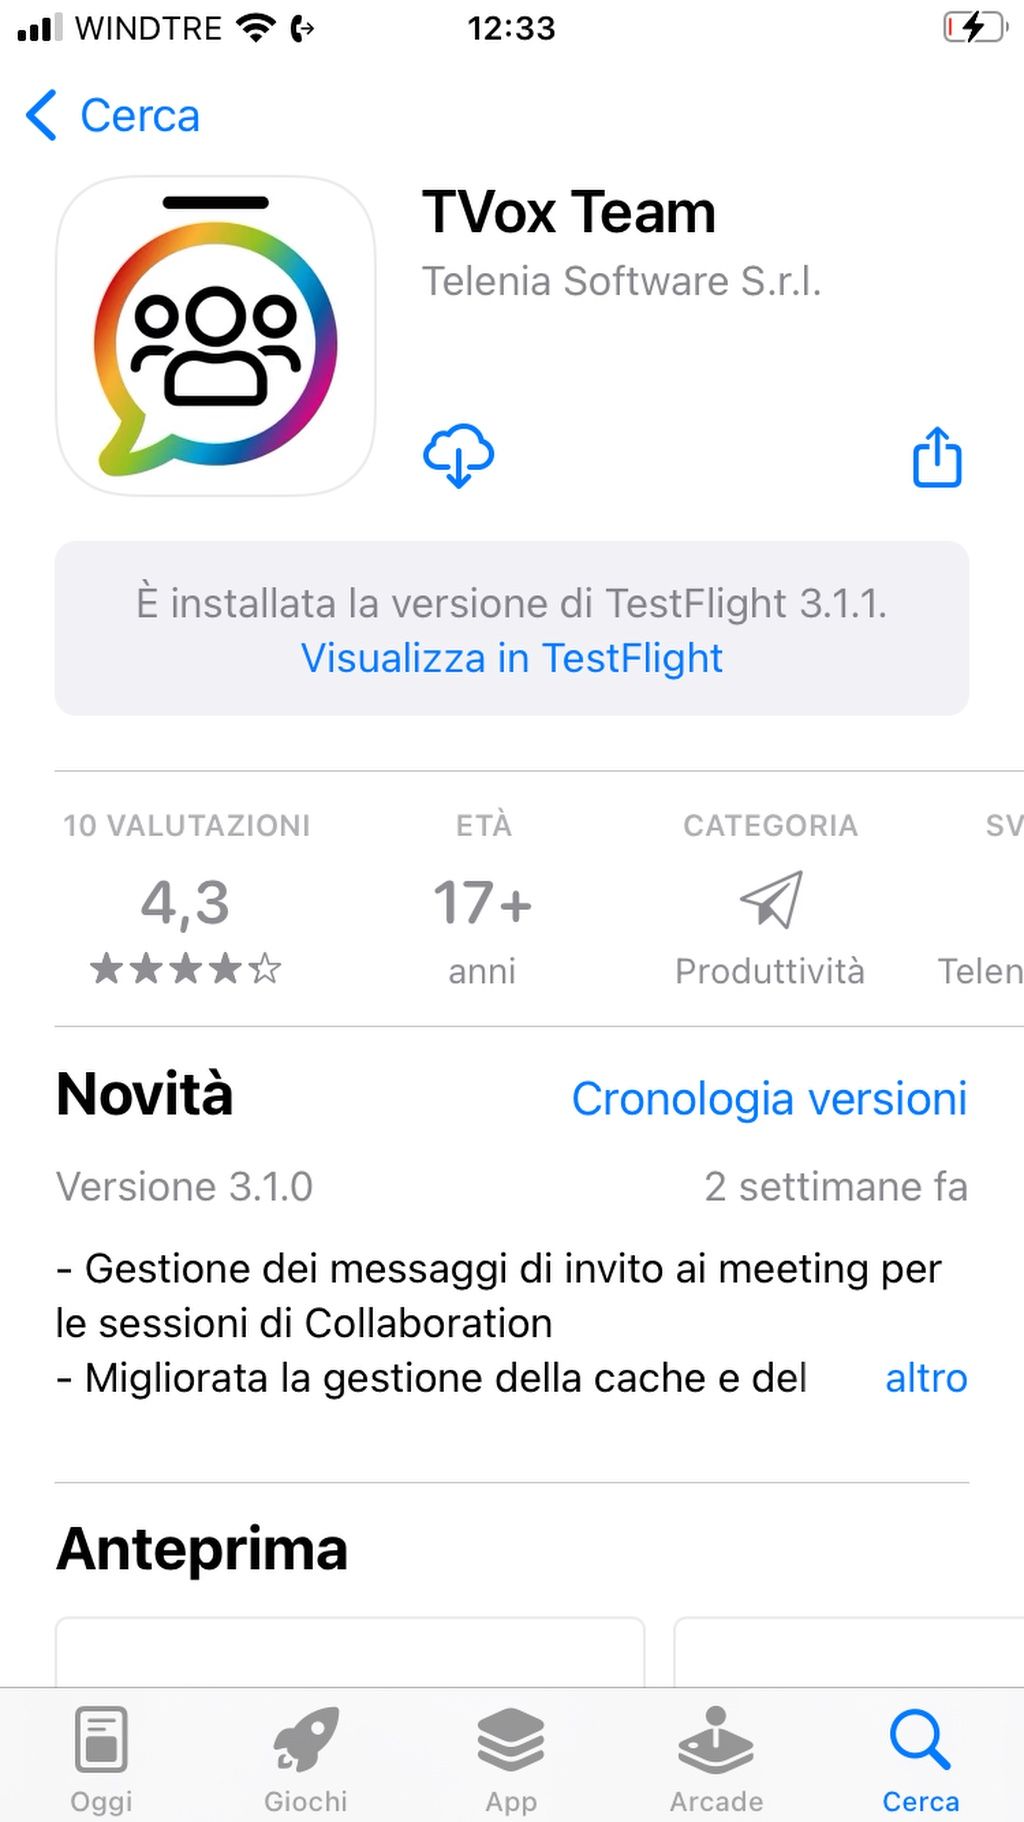 WINDTRE
12:33
Cerca
TVox Team
Telenia Software S.r.l.
È installata la versione di TestFlight 3.1.1.
Visualizza in TestFlight
10 VALUTAZIONI
ETÀ
CATEGORIA
SV
4,3
17+
anni
Produttività
Telen
Novità
Cronologia versioni
Versione 3.1.0
2 settimane fa
- Gestione dei messaggi di invito ai meeting per
le sessioni di Collaboration
- Migliorata la gestione della cache e del
altro
Anteprima
Oggi
Giochi
App
Arcade
Cerca